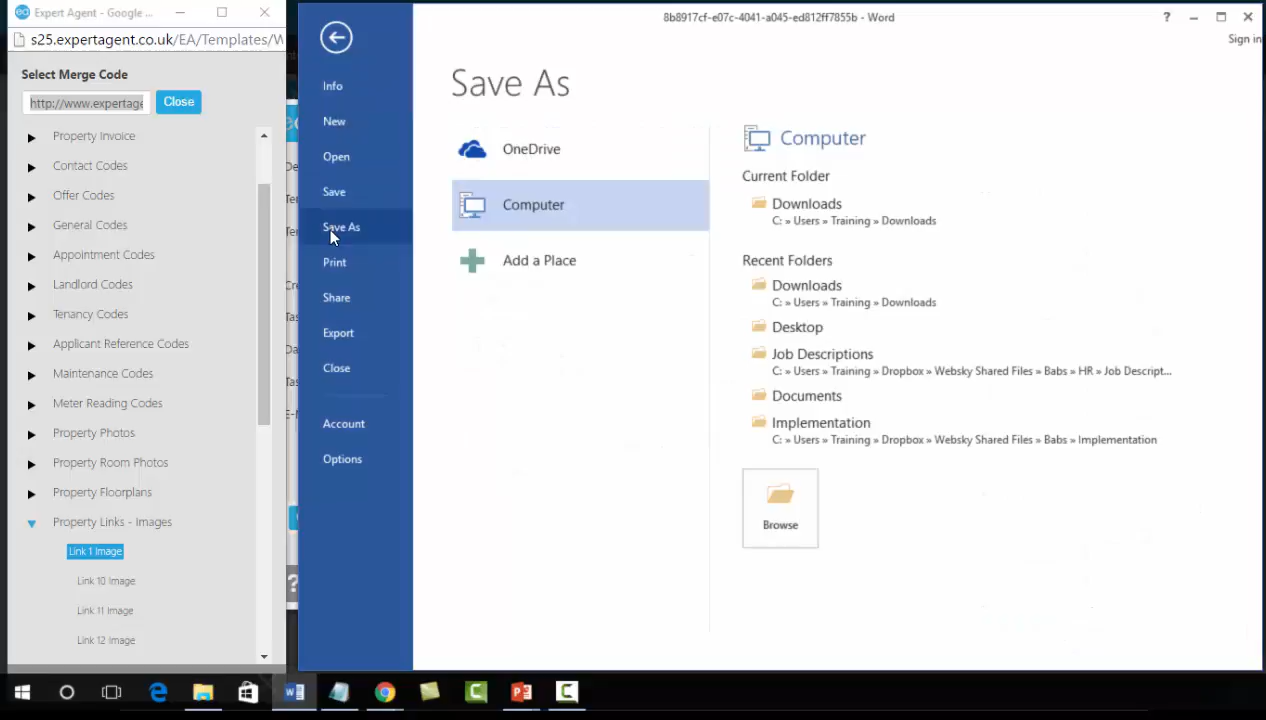 Expert Agent - Google ...
s25.expertagent.co.uk/EA/Templates/W
Select Merge Code
http://www.expertage
Close
Property Invoice
Contact Codes
Offer Codes
General Codes
Appointment Codes
Landlord Codes
Tenancy Codes
Applicant Reference Codes
Maintenance Codes
Meter Reading Codes
Property Photos
Property Room Photos
Property Floorplans
Property Links - Images
Link 1 Image
Link 10 Image
Link 11 Image
Link 12 Image
8b8917cf-e07c-4041-a045-ed812ff7855b - Word
?
Sign in
Info
New
Open
Save
Save As
Print
Share
Export
Close
Account
Options
Save As
OneDrive
Computer
Add a Place
Computer
Current Folder
Downloads
C: » Users » Training » Downloads
Recent Folders
Downloads
C: » Users » Training » Downloads
Desktop
Job Descriptions
C: » Users » Training » Dropbox » Websky Shared Files » Babs » HR » Job Descript...
Documents
Implementation
C: » Users » Training » Dropbox » Websky Shared Files » Babs » Implementation
Browse